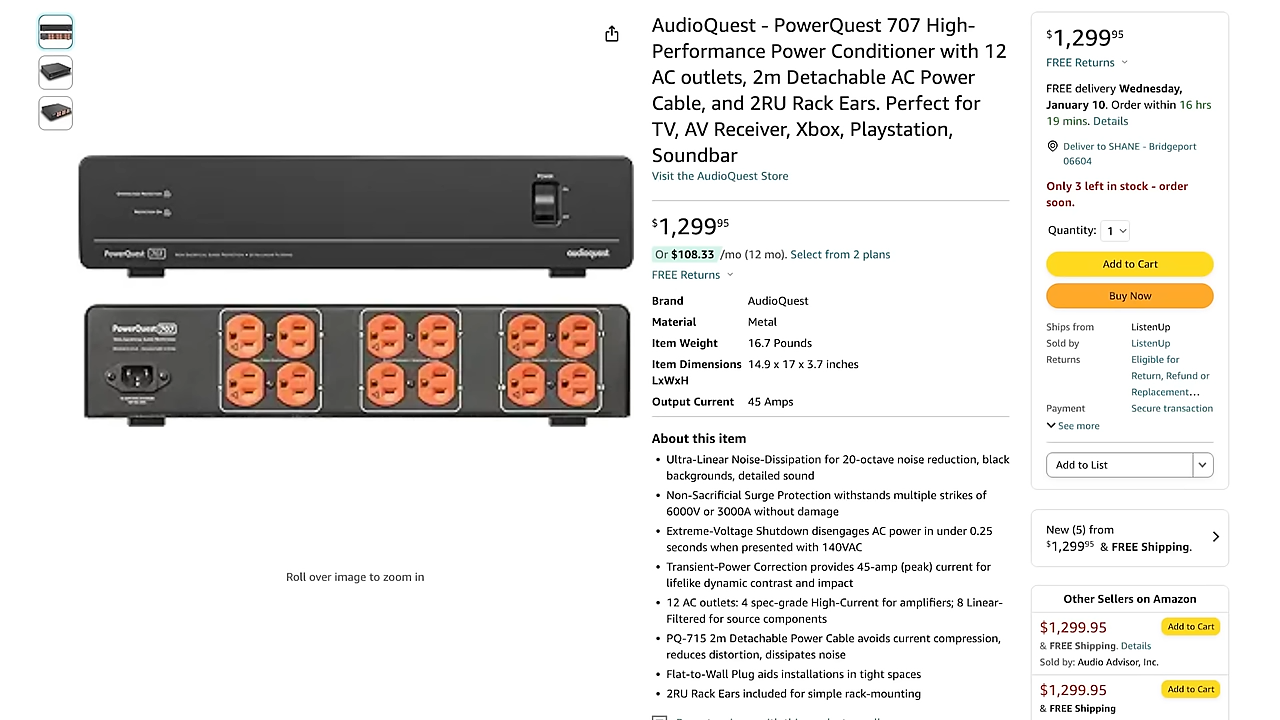 AudioQuest - PowerQuest 707 High-
Performance Power Conditioner with 12
AC outlets, 2m Detachable AC Power
Cable, and 2RU Rack Ears. Perfect for
TV, AV Receiver, Xbox, Playstation,
Soundbar
Visit the AudioQuest Store
$1,299.95
Or $108.33 /mo (12 mo). Select from 2 plans
FREE Returns
Brand AudioQuest
Material Metal
Item Weight 16.7 Pounds
Item Dimensions 14.9 x 17 x 3.7 inches
LxWxH
Output Current 45 Amps
About this item
• Ultra-Linear Noise-Dissipation for 20-octave noise reduction, black
backgrounds, detailed sound
• Non-Sacrificial Surge Protection withstands multiple strikes of
6000V or 3000A without damage
• Extreme-Voltage Shutdown disengages AC power in under 0.25
seconds when presented with 140VAC
• Transient-Power Correction provides 45-amp (peak) current for
lifelike dynamic contrast and impact
• 12 AC outlets: 4 spec-grade High-Current for amplifiers; 8 Linear-
Filtered for source components
• PQ-715 2m Detachable Power Cable avoids current compression,
reduces distortion, dissipates noise
• Flat-to-Wall Plug aids installations in tight spaces
• 2RU Rack Ears included for simple rack-mounting
POWER
PowerQuest 707
audioquest
PowerQuest 707
Roll over image to zoom in
$1,299 95
FREE Returns
FREE delivery Wednesday,
January 10. Order within 16 hrs
19 mins. Details
Deliver to SHANE - Bridgeport
06604
Only 3 left in stock - order
soon.
Quantity: 1
Add to Cart
Buy Now
Ships from ListenUp
Sold by ListenUp
Returns Eligible for
Return, Refund or
Replacement…
Payment Secure transaction
See more
Add to List
New (5) from
$1,299 95 & FREE Shipping.
Other Sellers on Amazon
$1,299.95 Add to Cart
& FREE Shipping. Details
Sold by: Audio Advisor, Inc.
$1,299.95 Add to Cart
& FREE Shipping